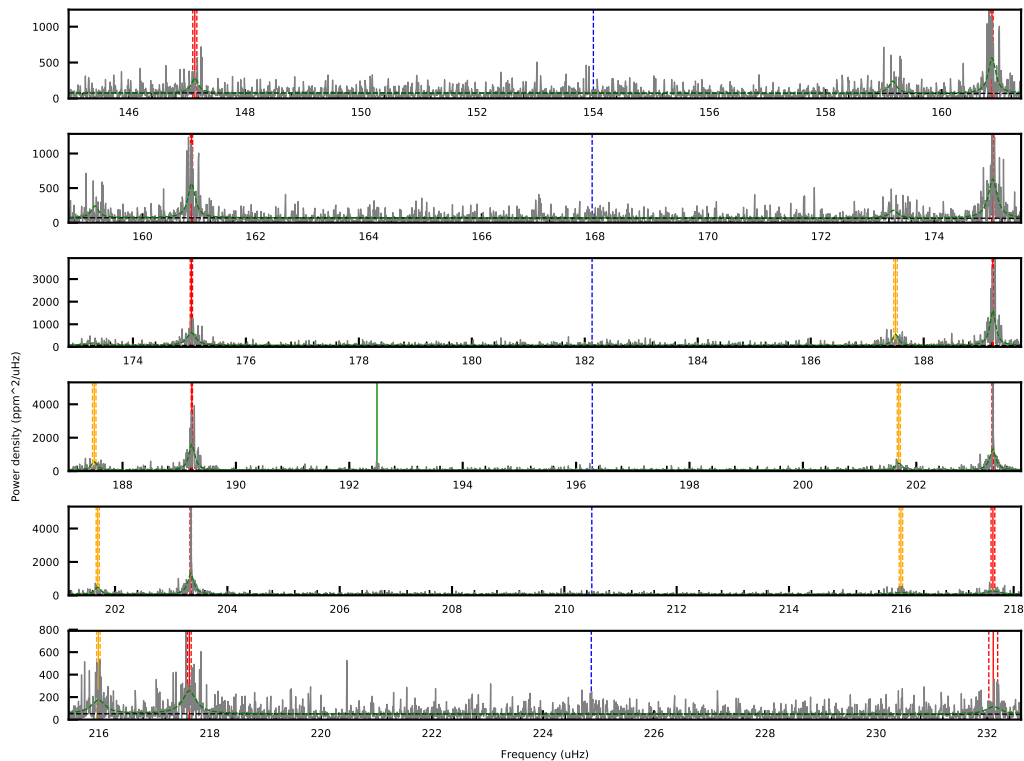 1000
500
0
146 148 150 152 154 156 158 160
1000
500
0
160 162 164 166 168 170 172 174
3000
2000
1000
0
174 176 178 180 182 184 186 188
Power density (ppm^2/uHz)
4000
2000
0
188 190 192 194 196 198 200 202
4000
2000
0
202 204 206 208 210 212 214 216 218
800
600
400
200
0
216 218 220 222 224 226 228 230 232
Frequency (uHz)